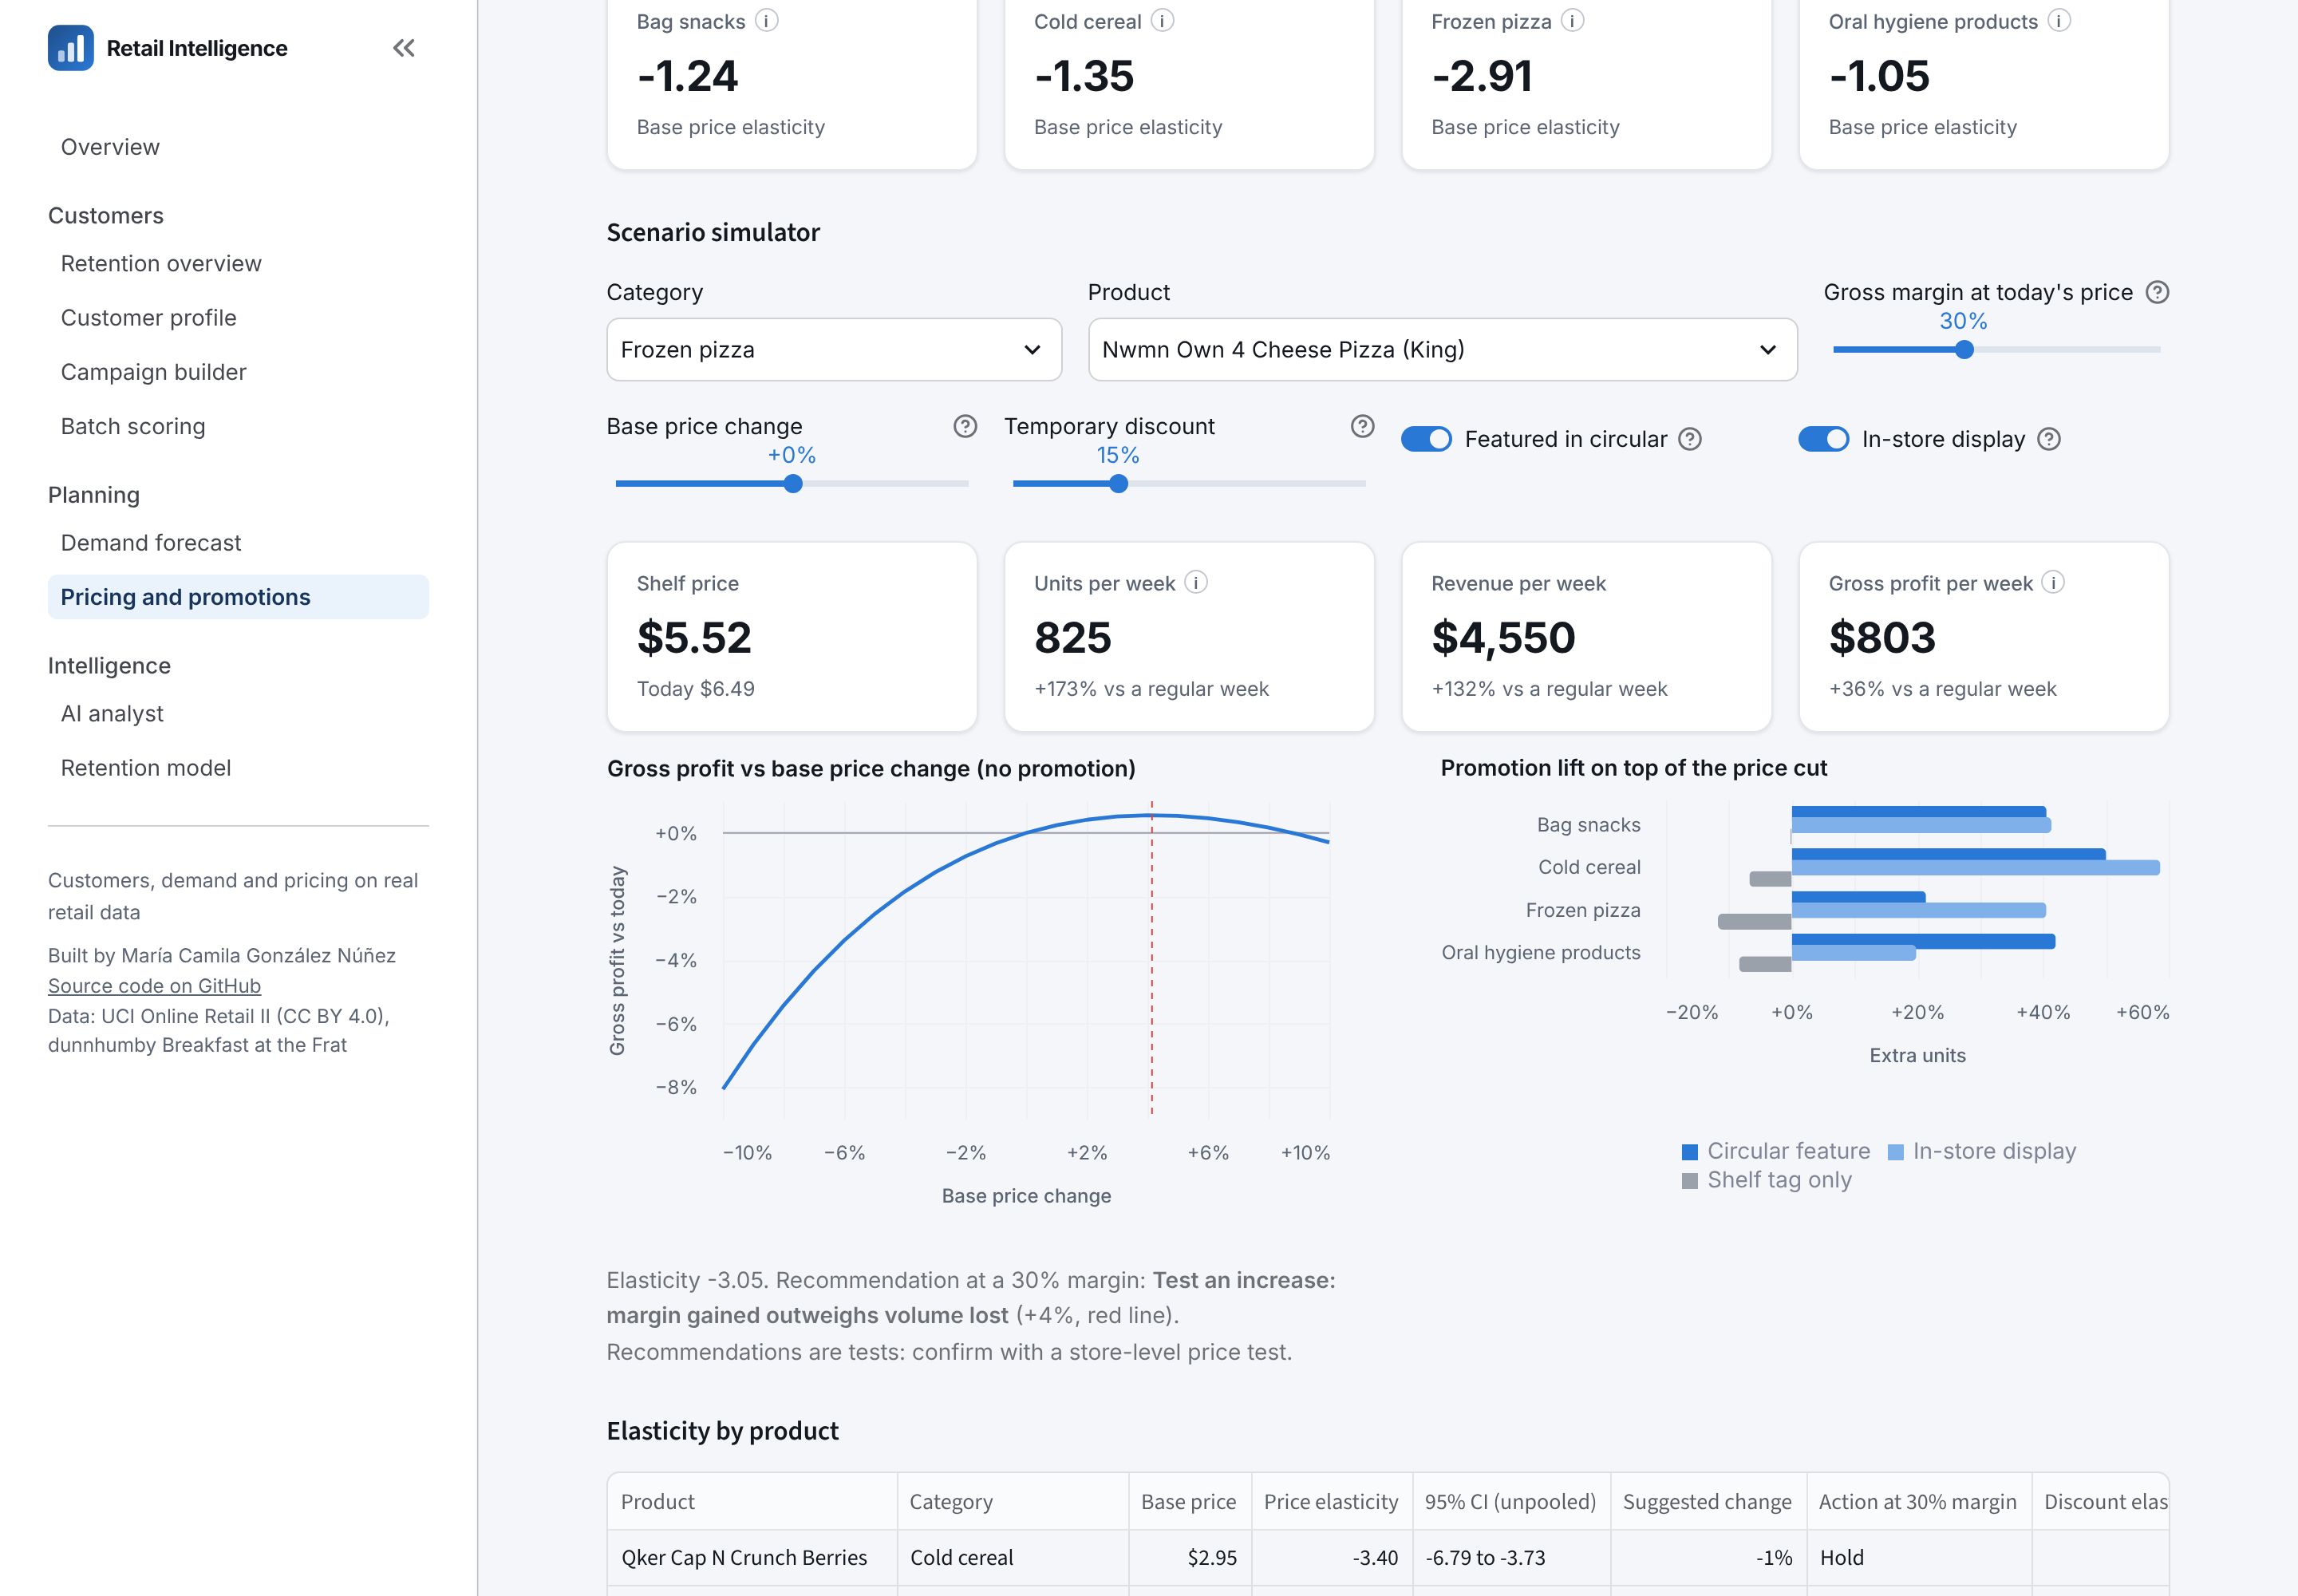 Retail Intelligence
Overview
Customers
Retention overview
Customer profile
Campaign builder
Batch scoring
Planning
Demand forecast
Pricing and promotions
Intelligence
AI analyst
Retention model
Customers, demand and pricing on real
retail data
Built by María Camila González Núñez
Source code on GitHub
Data: UCI Online Retail II (CC BY 4.0),
dunnhumby Breakfast at the Frat
Bag snacks
-1.24
Base price elasticity
Cold cereal
-1.35
Base price elasticity
Frozen pizza
-2.91
Base price elasticity
Oral hygiene products
-1.05
Base price elasticity
Scenario simulator
Category
Frozen pizza
Product
Nwmn Own 4 Cheese Pizza (King)
Gross margin at today's price
30%
Base price change
+0%
Temporary discount
15%
Featured in circular
In-store display
Shelf price
$5.52
Today $6.49
Units per week
825
+173% vs a regular week
Revenue per week
$4,550
+132% vs a regular week
Gross profit per week
$803
+36% vs a regular week
Gross profit vs base price change (no promotion)
Gross profit vs today
+0%
−2%
−4%
−6%
−8%
−10% −6% −2% +2% +6% +10%
Base price change
Promotion lift on top of the price cut
Bag snacks
Cold cereal
Frozen pizza
Oral hygiene products
−20% +0% +20% +40% +60%
Extra units
Circular feature In-store display
Shelf tag only
Elasticity -3.05. Recommendation at a 30% margin: Test an increase:
margin gained outweighs volume lost (+4%, red line).
Recommendations are tests: confirm with a store-level price test.
Elasticity by product
Product Category Base price Price elasticity 95% CI (unpooled) Suggested change Action at 30% margin Discount elas
Qker Cap N Crunch Berries Cold cereal $2.95 -3.40 -6.79 to -3.73 -1% Hold